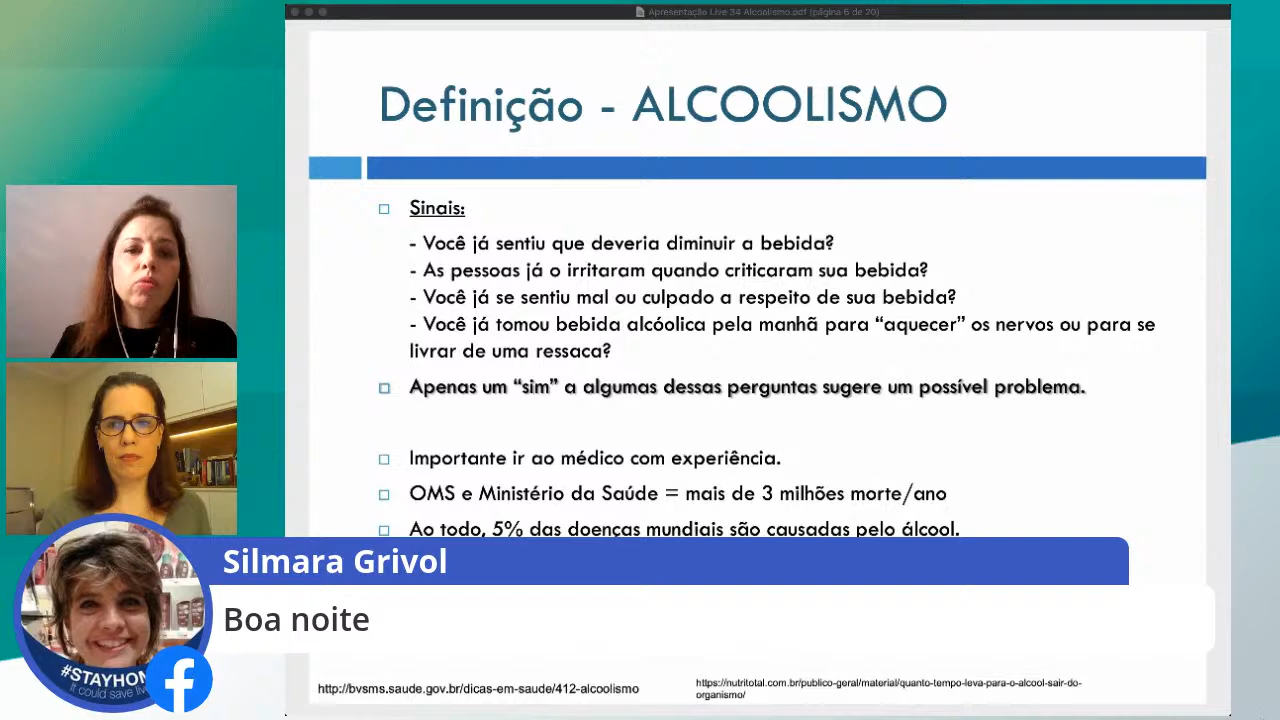 Apresentação Live 34 Alcoolismo.pdf (página 6 de 20)
Definição - ALCOOLISMO
Sinais:
- Você já sentiu que deveria diminuir a bebida?
- As pessoas já o irritaram quando criticaram sua bebida?
- Você já se sentiu mal ou culpado a respeito de sua bebida?
- Você já tomou bebida alcóolica pela manhã para “aquecer” os nervos ou para se
livrar de uma ressaca?
Apenas um “sim” a algumas dessas perguntas sugere um possível problema.
Importante ir ao médico com experiência.
OMS e Ministério da Saúde = mais de 3 milhões morte/ano
Ao todo, 5% das doenças mundiais são causadas pelo álcool.
Silmara Grivol
Boa noite
#STAYHOM
it could save li
http://bvsms.saude.gov.br/dicas-em-saude/412-alcoolismo
https://nutritotal.com.br/publico-geral/material/quanto-tempo-leva-para-o-alcool-sair-do-
organismo/